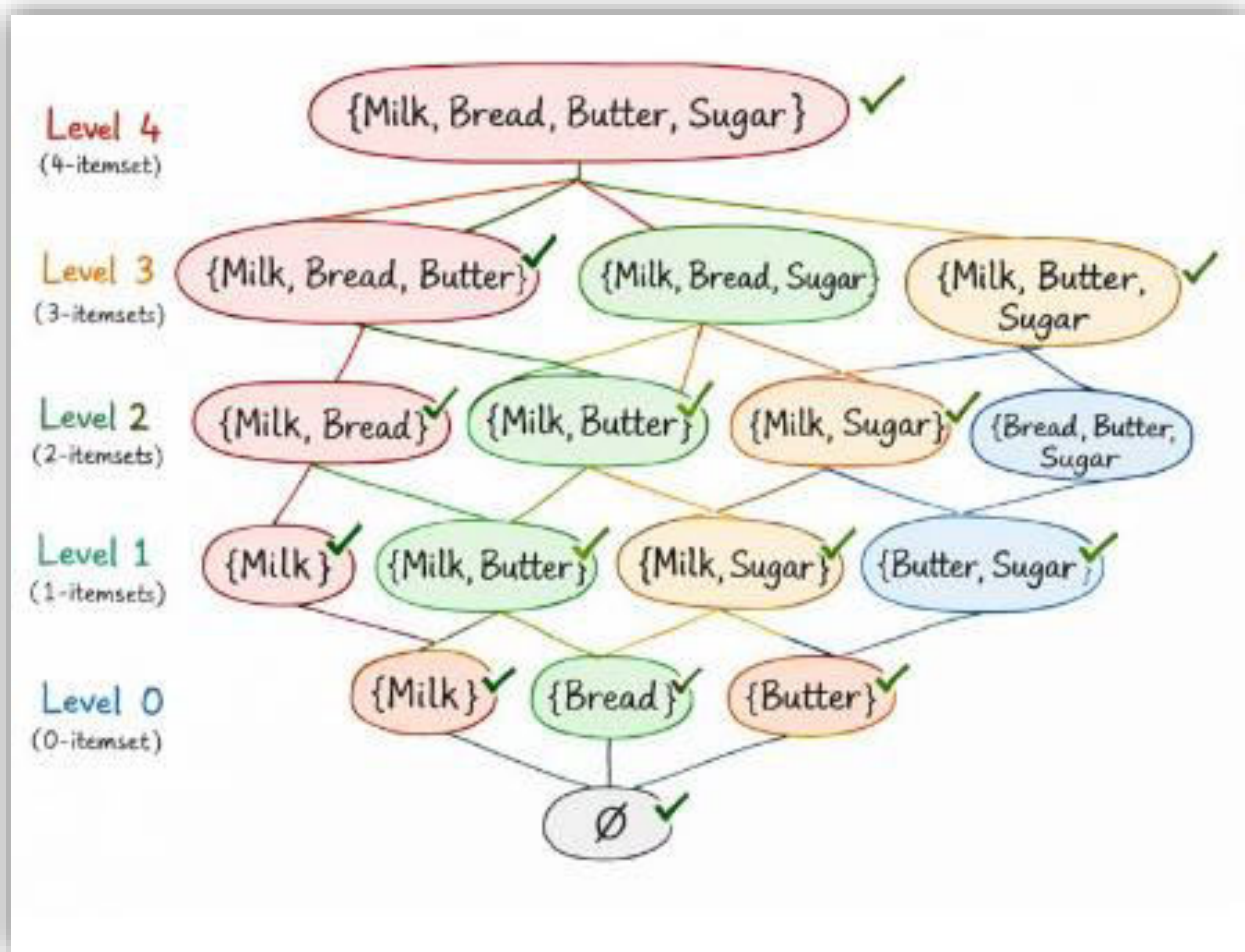 {Milk, Bread, Butter, Sugar}
Level 4
(4-itemset)
Level 3
(3-itemsets)
{Milk, Bread, Butter}
{Milk, Bread, Sugar}
{Milk, Butter,
Sugar
Level 2
(2-itemsets)
{Milk, Bread}
{Milk, Butter}
{Milk, Sugar}
{Bread, Butter,
Sugar
Level 1
(1-itemsets)
{Milk}
{Milk, Butter}
{Milk, Sugar}
{Butter, Sugar}
Level 0
(0-itemset)
{Milk}
{Bread}
{Butter}
Ø